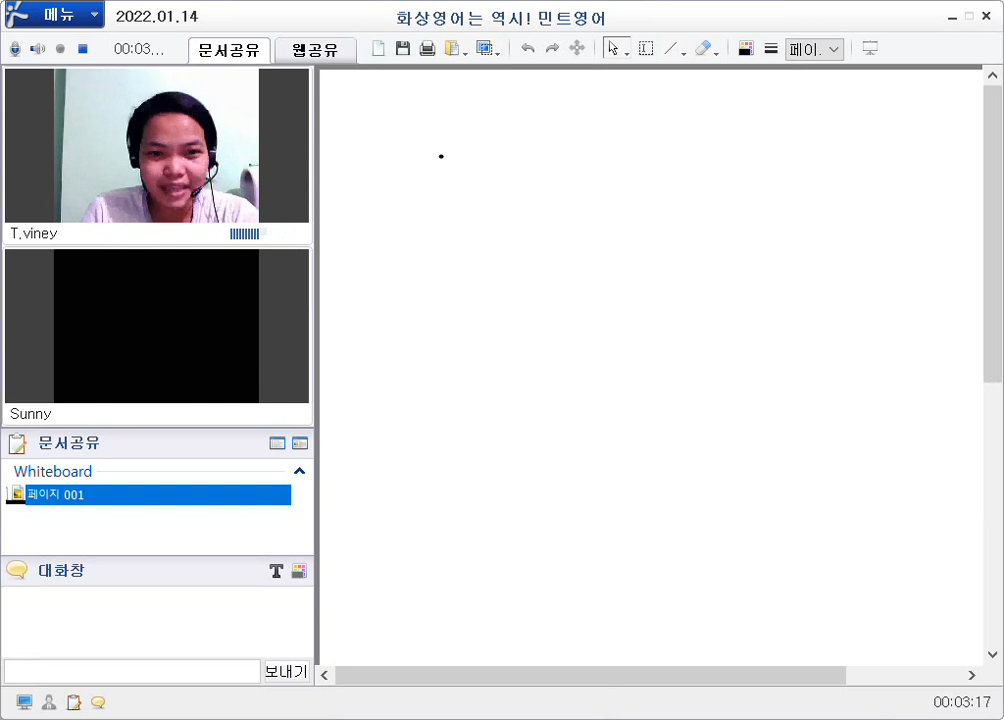 메뉴 2022.01.14 화상영어는 역시! 민트영어
00:03... 문서공유 웹공유 페이.
T.viney
Sunny
문서공유
Whiteboard
페이지 001
대화창 T
보내기
00:03:17